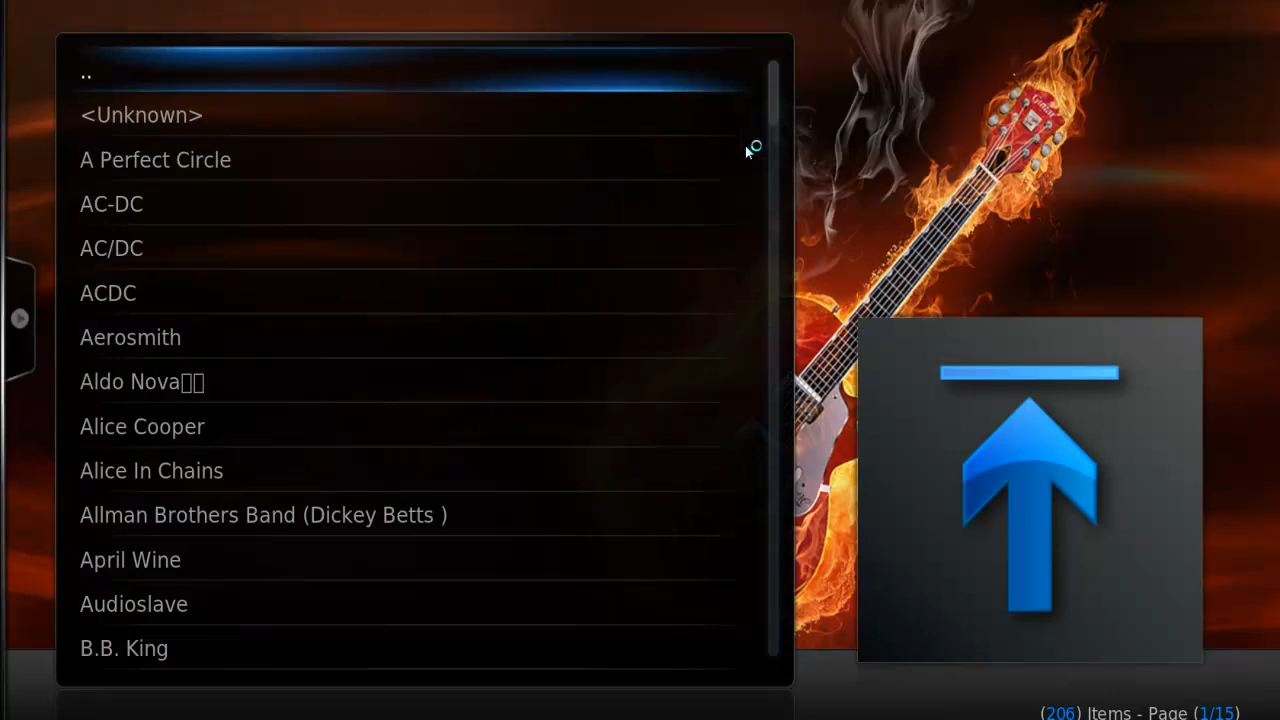 ..
<Unknown>
A Perfect Circle
AC-DC
AC/DC
ACDC
Aerosmith
Aldo Nova▯▯
Alice Cooper
Alice In Chains
Allman Brothers Band (Dickey Betts )
April Wine
Audioslave
B.B. King
(206) Items - Page (1/15)